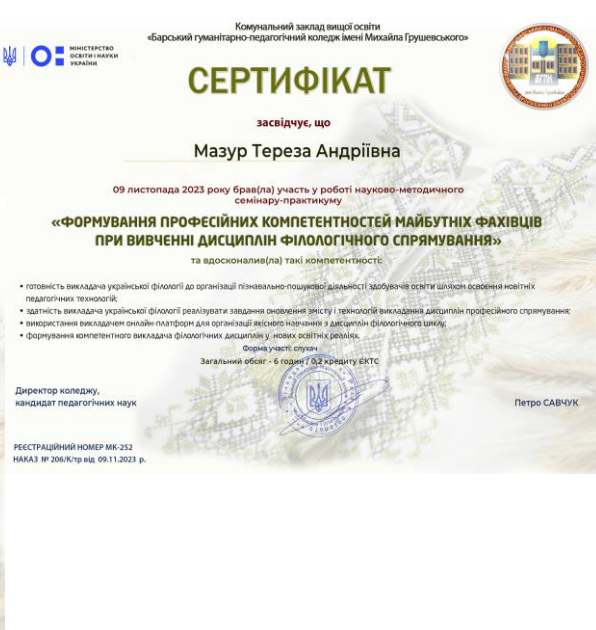 Комунальний заклад вищої освіти
«Барський гуманітарно-педагогічний коледж імені Михайла Грушевського»
МІНІСТЕРСТВО
ОСВІТИ І НАУКИ
УКРАЇНИ
СЕРТИФІКАТ
засвідчує, що
Мазур Тереза Андріївна
09 листопада 2023 року брав(ла) участь у роботі науково-методичного
семінару-практикуму
«ФОРМУВАННЯ ПРОФЕСІЙНИХ КОМПЕТЕНТНОСТЕЙ МАЙБУТНІХ ФАХІВЦІВ
ПРИ ВИВЧЕННІ ДИСЦИПЛІН ФІЛОЛОГІЧНОГО СПРЯМУВАННЯ»
та вдосконалив(ла) такі компетентності:
• готовність викладача української філології до організації пізнавально-пошукової діяльності здобувачів освіти шляхом освоєння новітніх
педагогічних технологій;
• здатність викладача української філології реалізувати завдання оновлення змісту і технологій викладання дисциплін професійного спрямування;
• використання викладачем онлайн-платформ для організації якісного навчання з дисциплін філологічного циклу;
• формування компетентного викладача філологічних дисциплін у нових освітніх реаліях.
Форма участі: слухач
Загальний обсяг - 6 годин / 0,2 кредиту ЄКТС
Директор коледжу,
кандидат педагогічних наук
Петро САВЧУК
РЕЄСТРАЦІЙНИЙ НОМЕР МК-252
НАКАЗ № 206/К/тр від 09.11.2023 р.